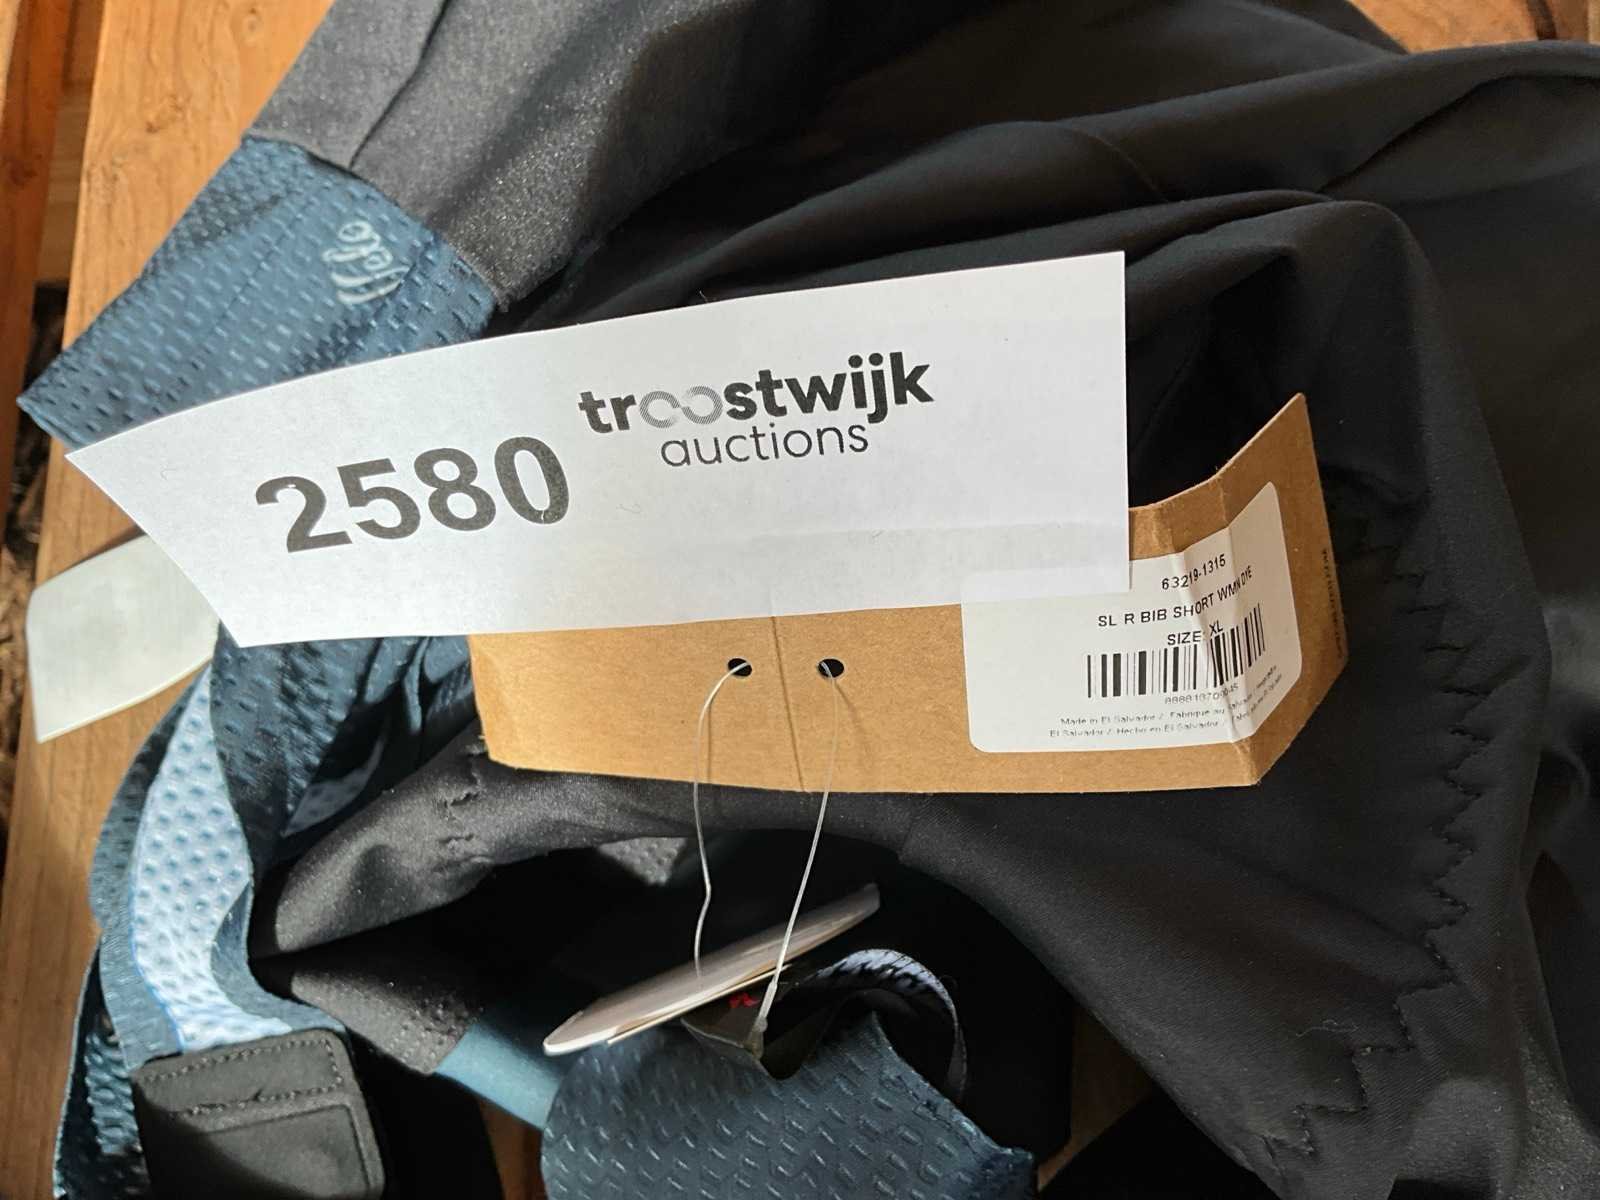 troostwijk
auctions
2580
63219-1315
SL R BIB SHORT WMN DYE
SIZE: XL
Made in El Salvador / Fabriqué au
El Salvador / Hecho en El Salvador /